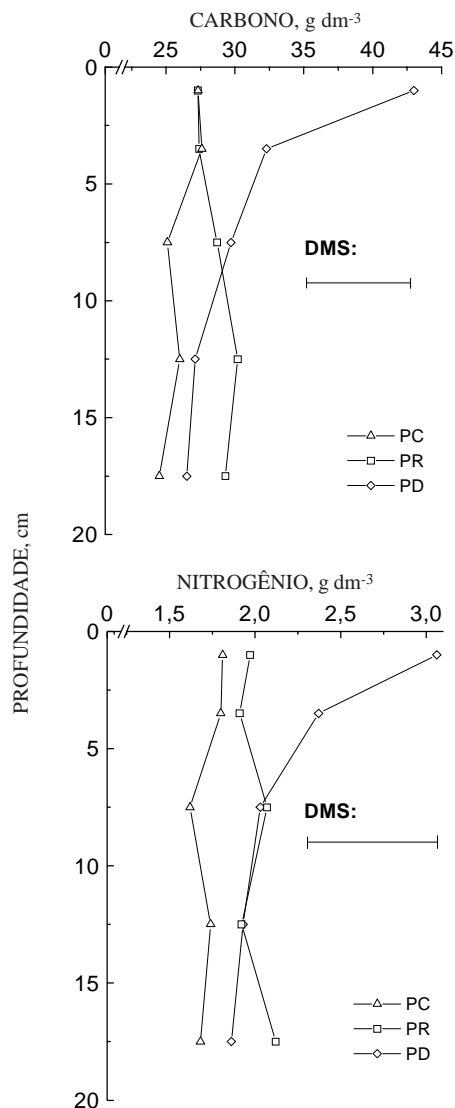 CARBONO, g dm-3
0 25 30 35 40 45
0
5
10
15
20
DMS:
PC
PR
PD
PROFUNDIDADE, cm
NITROGÊNIO, g dm-3
0 1,5 2,0 2,5 3,0
0
5
10
15
20
DMS:
PC
PR
PD